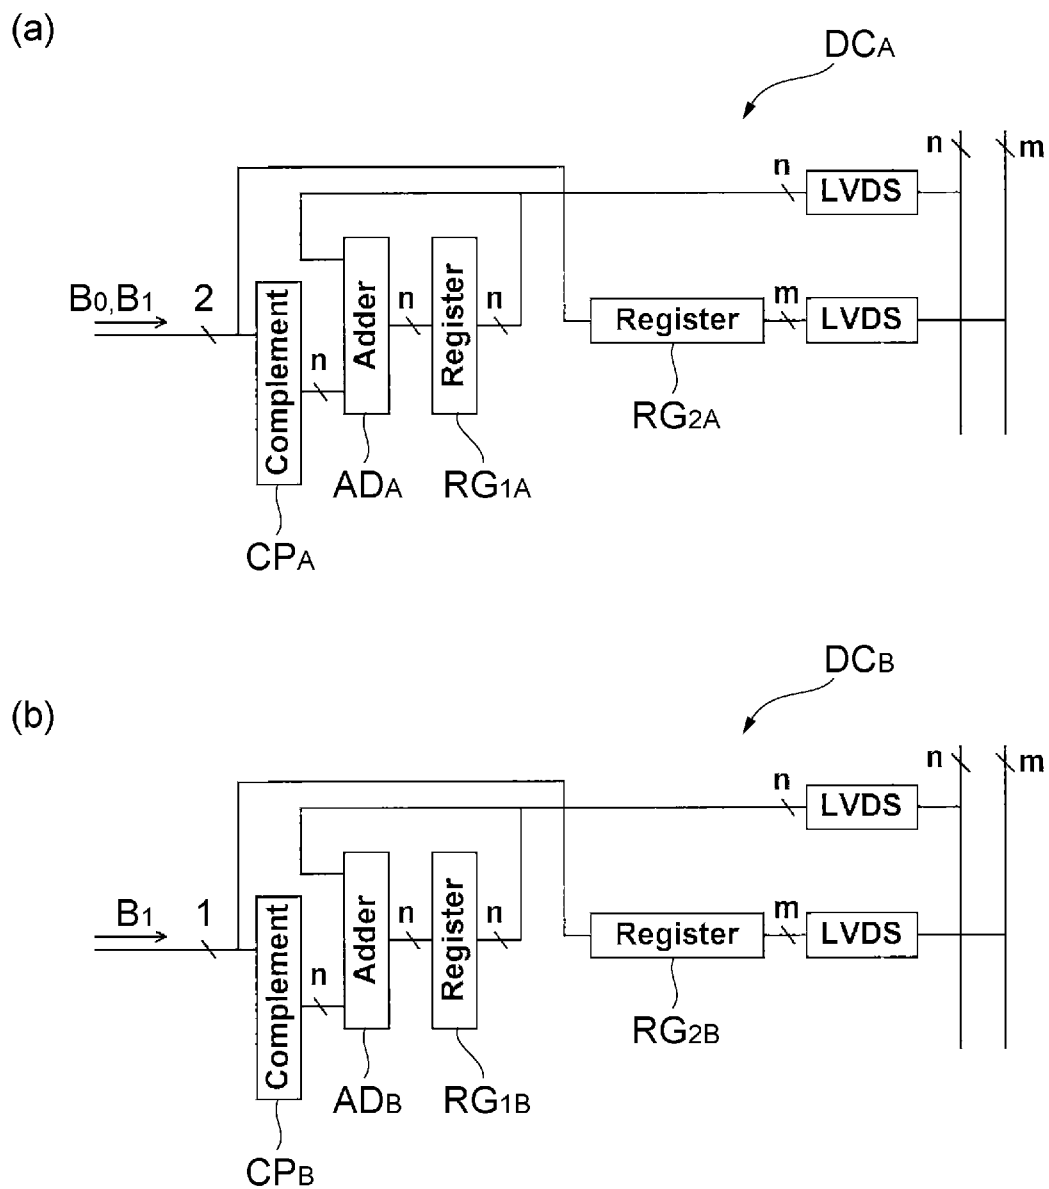 (a)
DCA
n
m
n
LVDS
B0,B1
2
Complement
n
Adder
n
Register
n
Register
m
LVDS
RG2A
ADA
RG1A
CPA
DCB
(b)
n
m
n
LVDS
B1
1
Complement
n
Adder
n
Register
n
Register
m
LVDS
RG2B
ADB
RG1B
CPB